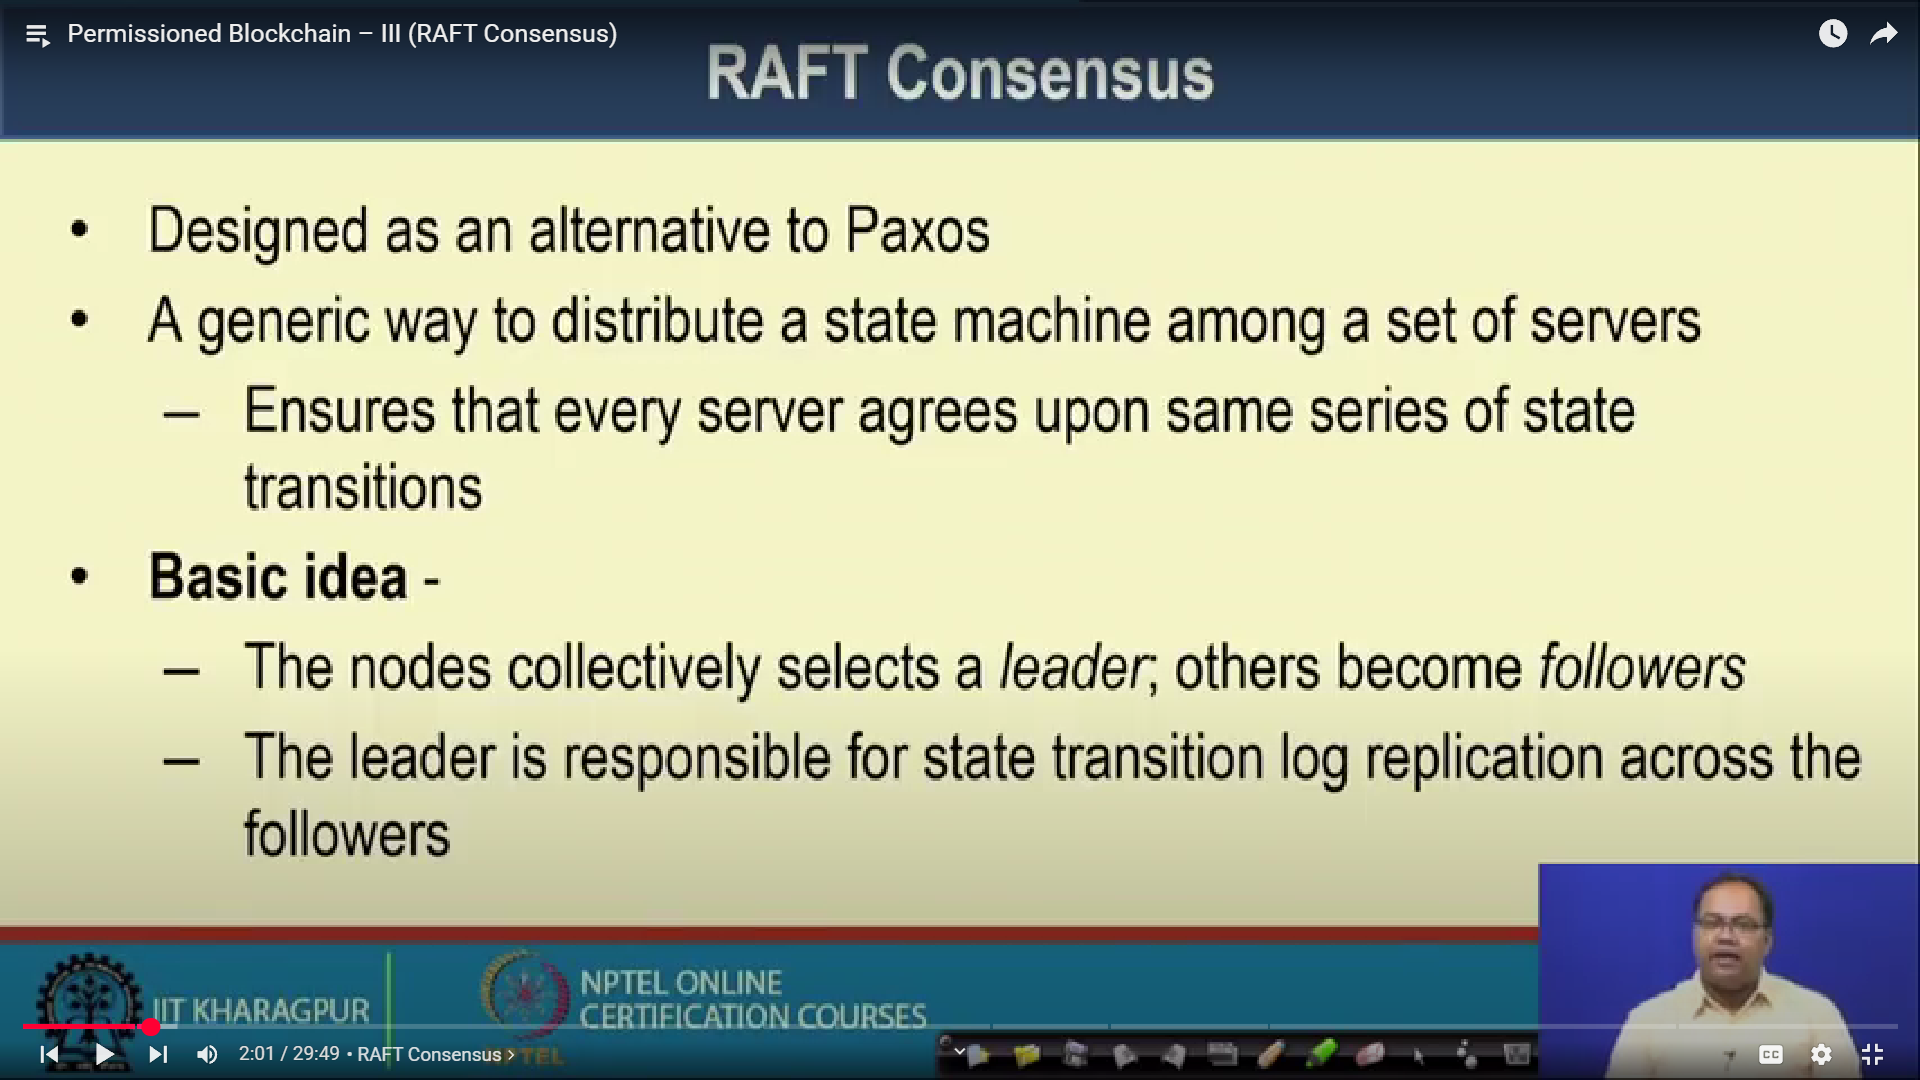 Permissioned Blockchain – III (RAFT Consensus)
RAFT Consensus
• Designed as an alternative to Paxos
• A generic way to distribute a state machine among a set of servers
– Ensures that every server agrees upon same series of state
transitions
• Basic idea -
– The nodes collectively selects a leader; others become followers
– The leader is responsible for state transition log replication across the
followers
IIT KHARAGPUR
NPTEL ONLINE
CERTIFICATION COURSES
NPTEL
2:01 / 29:49 • RAFT Consensus >
CC